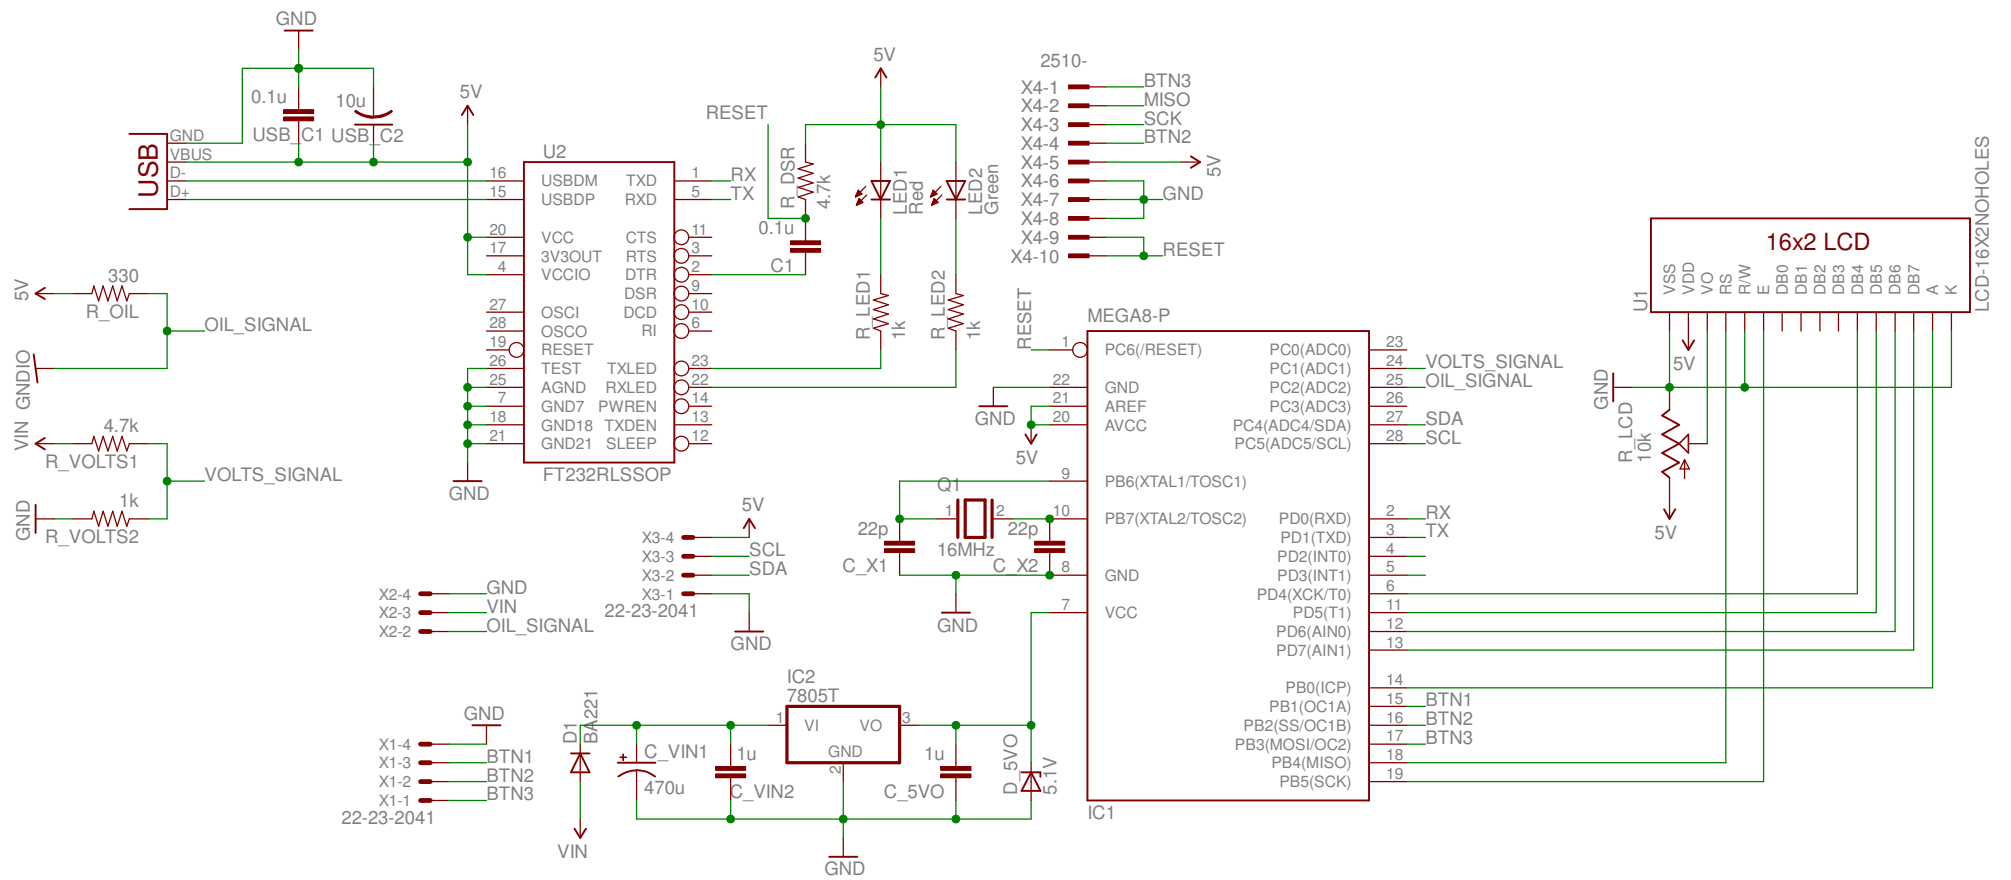 GND
0.1u
USB_C1
10u
USB_C2
5V
USB
GND
VBUS
D-
D+
U2
16 USBDM TXD 1 RX
15 USBDP RXD 5 TX
20 VCC CTS 11
17 3V3OUT RTS 3
4 VCCIO DTR 2
DSR 9
27 OSCI DCD 10
28 OSCO RI 6
19 RESET
26 TEST TXLED 23
25 AGND RXLED 22
7 GND7 PWREN 14
18 GND18 TXDEN 13
21 GND21 SLEEP 12
FT232RLSSOP
GND
RESET
R_DSR
4.7k
0.1u
C1
5V
LED1
Red
LED2
Green
R_LED1
1k
R_LED2
1k
2510-
X4-1 BTN3
X4-2 MISO
X4-3 SCK
X4-4 BTN2
X4-5 5V
X4-6
X4-7 GND
X4-8
X4-9
X4-10 RESET
5V
330
R_OIL
OIL_SIGNAL
GNDIO
VIN
4.7k
R_VOLTS1
VOLTS_SIGNAL
GND
1k
R_VOLTS2
X3-4 5V
X3-3 SCL
X3-2 SDA
X3-1
22-23-2041
GND
X2-4 GND
X2-3 VIN
X2-2 OIL_SIGNAL
X1-4 GND
X1-3 BTN1
X1-2 BTN2
X1-1 BTN3
22-23-2041
D1
BA221
VIN
C_VIN1
470u
1u
C_VIN2
IC2
7805T
1 VI VO 3
GND
2
GND
1u
C_5VO
D_5VO
5.1V
MEGA8-P
RESET
1 PC6(/RESET) PC0(ADC0) 23
PC1(ADC1) 24 VOLTS_SIGNAL
22 GND PC2(ADC2) 25 OIL_SIGNAL
21 AREF PC3(ADC3) 26
20 AVCC PC4(ADC4/SDA) 27 SDA
PC5(ADC5/SCL) 28 SCL
GND
5V
9 PB6(XTAL1/TOSC1)
10 PB7(XTAL2/TOSC2) PD0(RXD) 2 RX
PD1(TXD) 3 TX
PD2(INT0) 4
8 GND PD3(INT1) 5
PD4(XCK/T0) 6
7 VCC PD5(T1) 11
PD6(AIN0) 12
PD7(AIN1) 13
PB0(ICP) 14
PB1(OC1A) 15 BTN1
PB2(SS/OC1B) 16 BTN2
PB3(MOSI/OC2) 17 BTN3
PB4(MISO) 18
PB5(SCK) 19
IC1
Q1
1 2
16MHz
22p
C_X1
22p
C_X2
GND
16x2 LCD
VSS VDD VO RS R/W E DB0 DB1 DB2 DB3 DB4 DB5 DB6 DB7 A K
U1
LCD-16X2NOHOLES
5V
GND
R_LCD
10k
5V